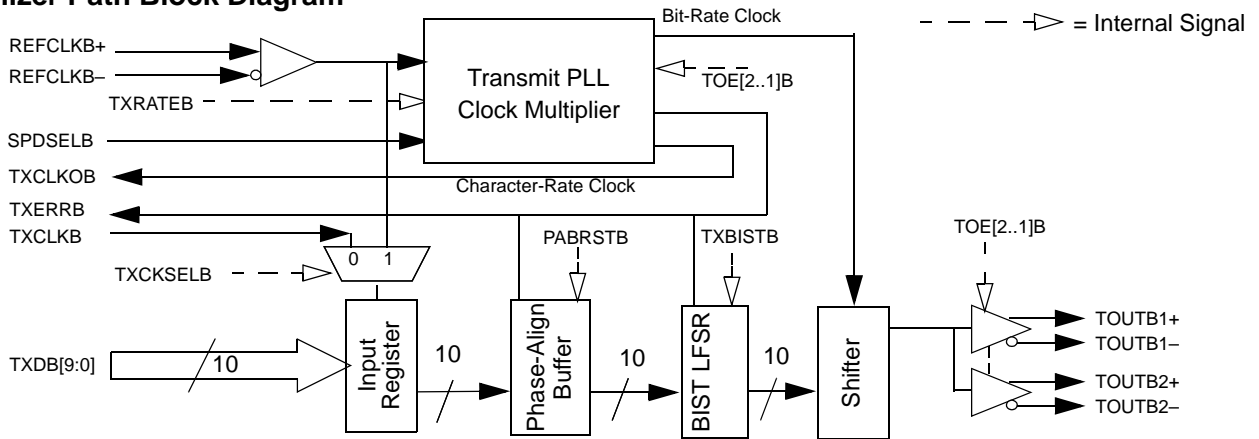 lizer Path Block Diagram
Bit-Rate Clock
= Internal Signal
REFCLKB+
REFCLKB–
TXRATEB
SPDSELB
TXCLKOB
TXERRB
TXCLKB
TXCKSELB
TXDB[9:0]
Transmit PLL
Clock Multiplier
TOE[2..1]B
Character-Rate Clock
PABRSTB
TXBISTB
TOE[2..1]B
0 1
10
Input
Register
10
Phase-Align
Buffer
10
BIST LFSR
10
Shifter
TOUTB1+
TOUTB1–
TOUTB2+
TOUTB2–